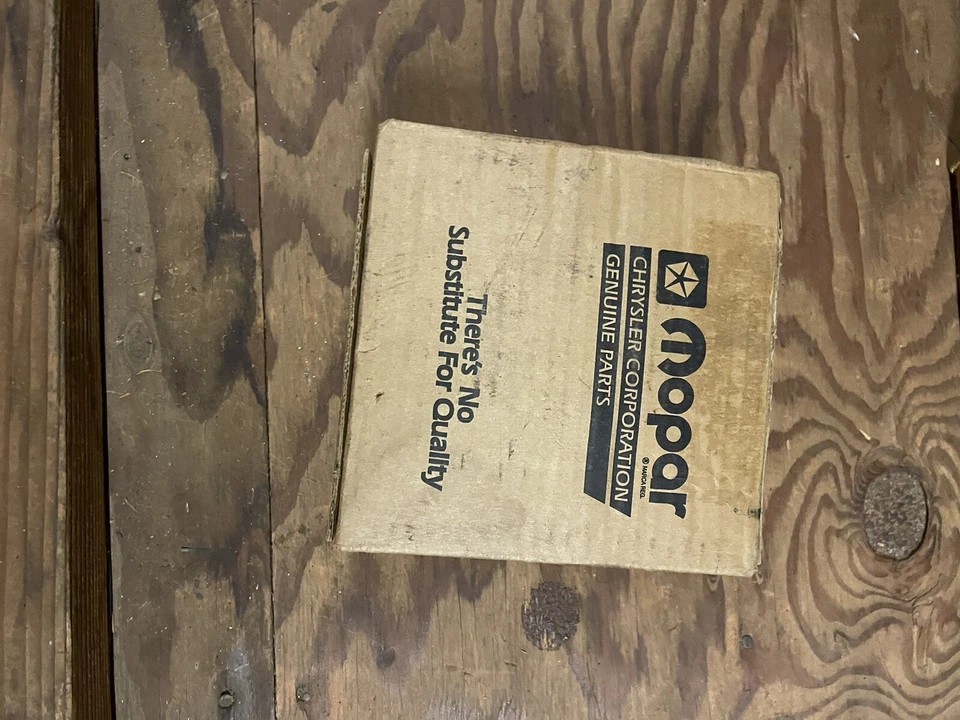 Mopar
® MARCA REG.
CHRYSLER CORPORATION
GENUINE PARTS
There's No
Substitute For Quality